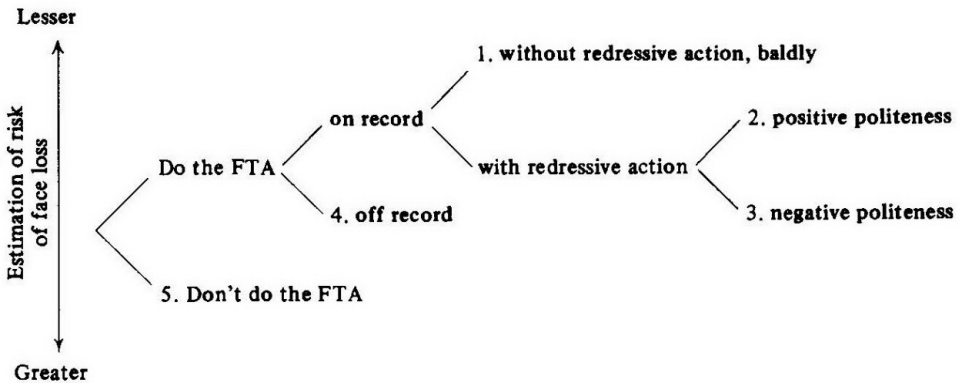 Lesser
1. without redressive action, baldly
on record
2. positive politeness
Do the FTA
with redressive action
4. off record
3. negative politeness
Estimation of risk
of face loss
5. Don't do the FTA
Greater